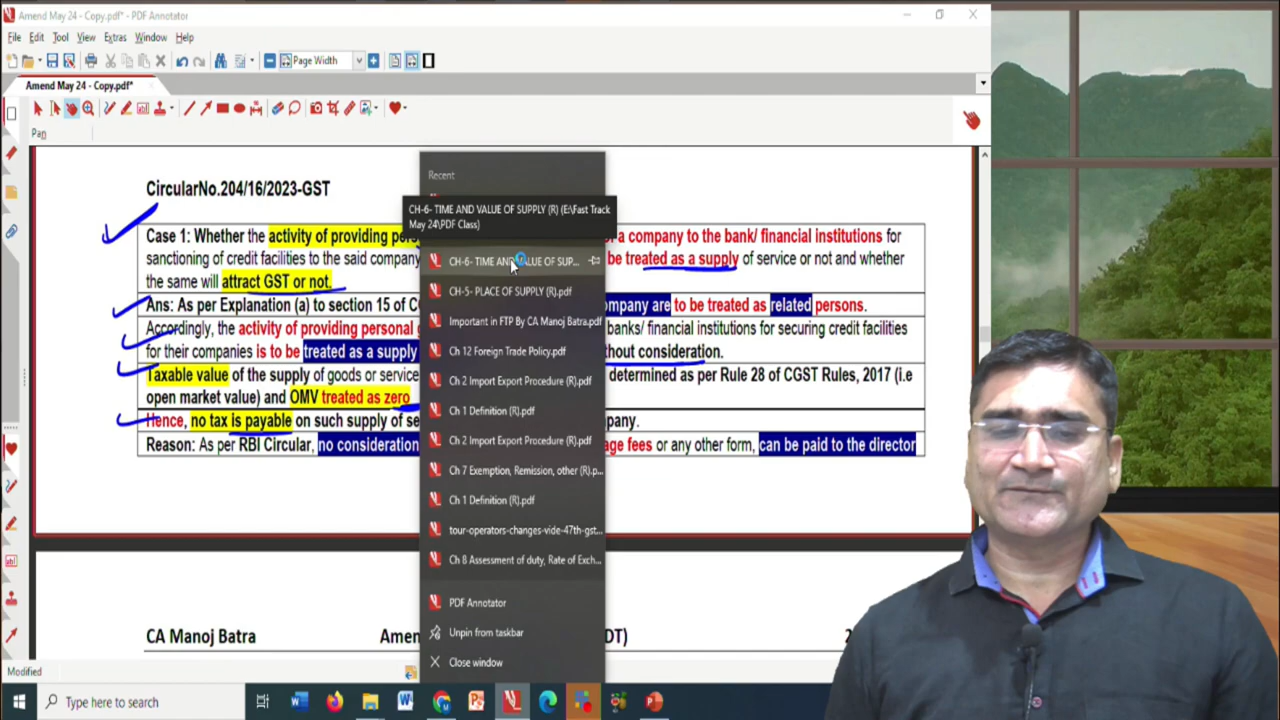 Amend May 24 - Copy.pdf* - PDF Annotator
File Edit Tool View Extras Window Help
Page Width
Amend May 24 - Copy.pdf*
Pan
CircularNo.204/16/2023-GST
Case 1: Whether the activity of providing pers
a company to the bank/ financial institutions for
sanctioning of credit facilities to the said company
be treated as a supply of service or not and whether
the same will attract GST or not.
Ans: As per Explanation (a) to section 15 of C
ompany are to be treated as related persons.
Accordingly, the activity of providing personal
banks/ financial institutions for securing credit facilities
for their companies is to be treated as a supply
hout consideration.
Taxable value of the supply of goods or service
determined as per Rule 28 of CGST Rules, 2017 (i.e
open market value) and OMV treated as zero
Hence, no tax is payable on such supply of se
pany.
Reason: As per RBI Circular, no consideration
age fees or any other form, can be paid to the director
CA Manoj Batra
Amen
DT)
2
Recent
CH-6- TIME AND VALUE OF SUPPLY (R) (E:\Fast Track
May 24\PDF Class)
CH-6- TIME AND VALUE OF SUP...
CH-5- PLACE OF SUPPLY (R).pdf
Important in FTP By CA Manoj Batra.pdf
Ch 12 Foreign Trade Policy.pdf
Ch 2 Import Export Procedure (R).pdf
Ch 1 Definition (R).pdf
Ch 2 Import Export Procedure (R).pdf
Ch 7 Exemption, Remission, other (R).p...
Ch 1 Definition (R).pdf
tour-operators-changes-vide-47th-gst...
Ch 8 Assessment of duty, Rate of Exch...
PDF Annotator
Unpin from taskbar
Close window
Modified
Type here to search